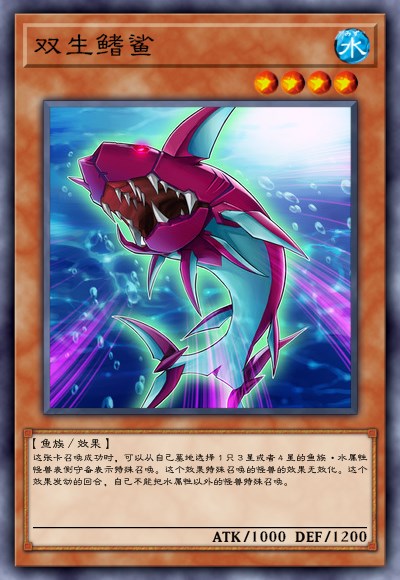 双生鳍鲨
水
【鱼族／效果】
这张卡召唤成功时，可以从自己墓地选择１只３星或者４星的鱼族·水属性
怪兽表侧守备表示特殊召唤。这个效果特殊召唤的怪兽的效果无效化。这个
效果发动的回合，自己不能把水属性以外的怪兽特殊召唤。
ATK/1000 DEF/1200